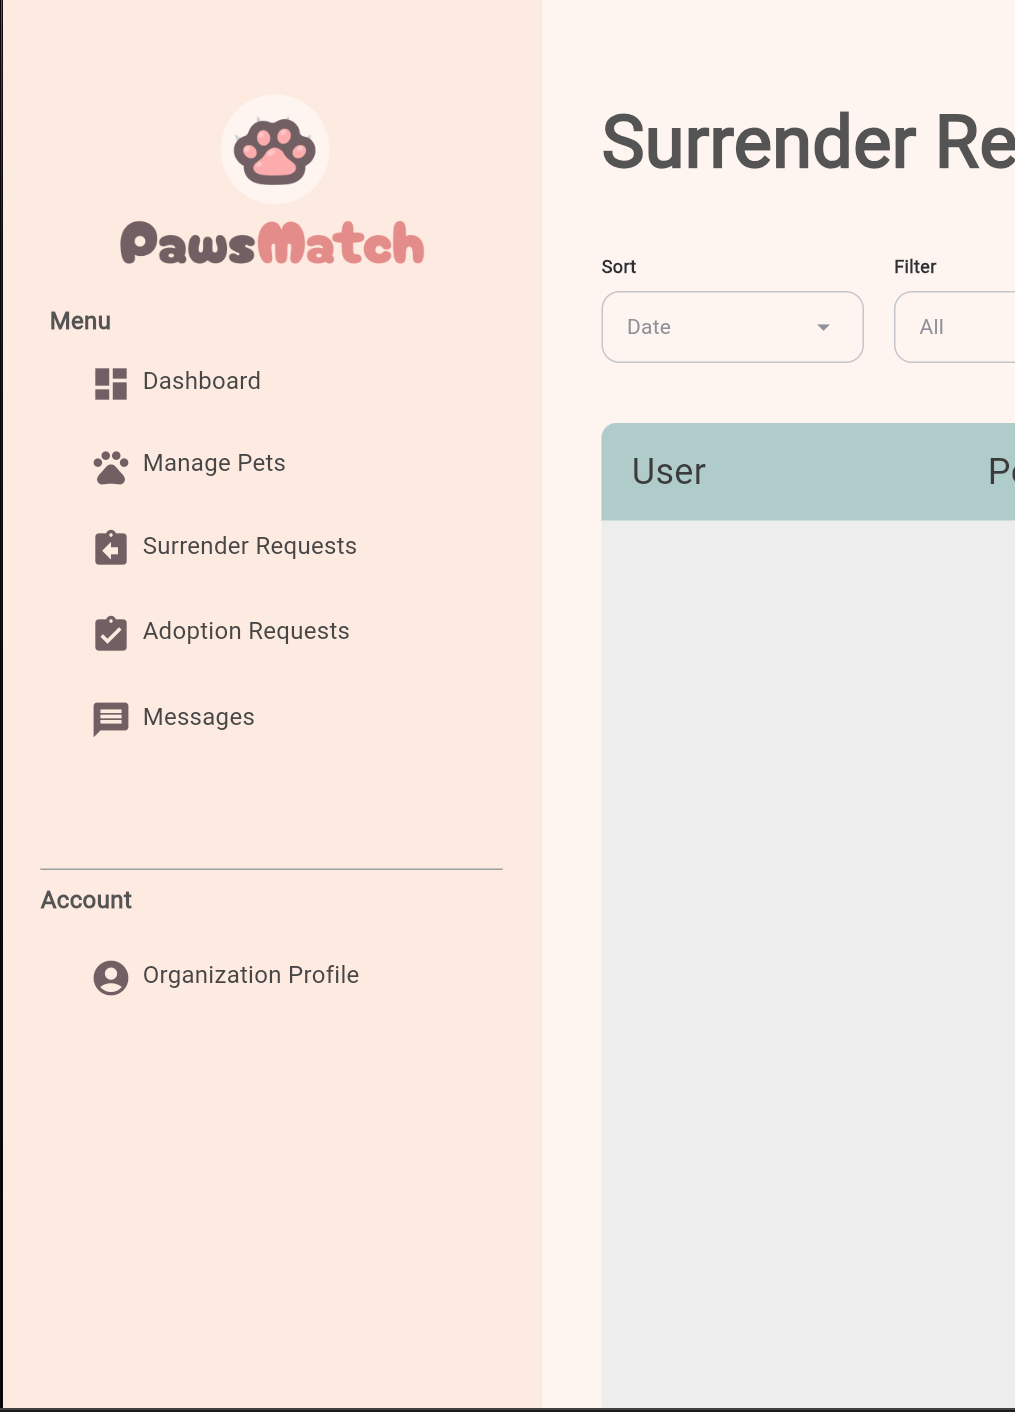 PawsMatch
Menu
Dashboard
Manage Pets
Surrender Requests
Adoption Requests
Messages
Account
Organization Profile
Surrender Re
Sort
Filter
Date
All
User